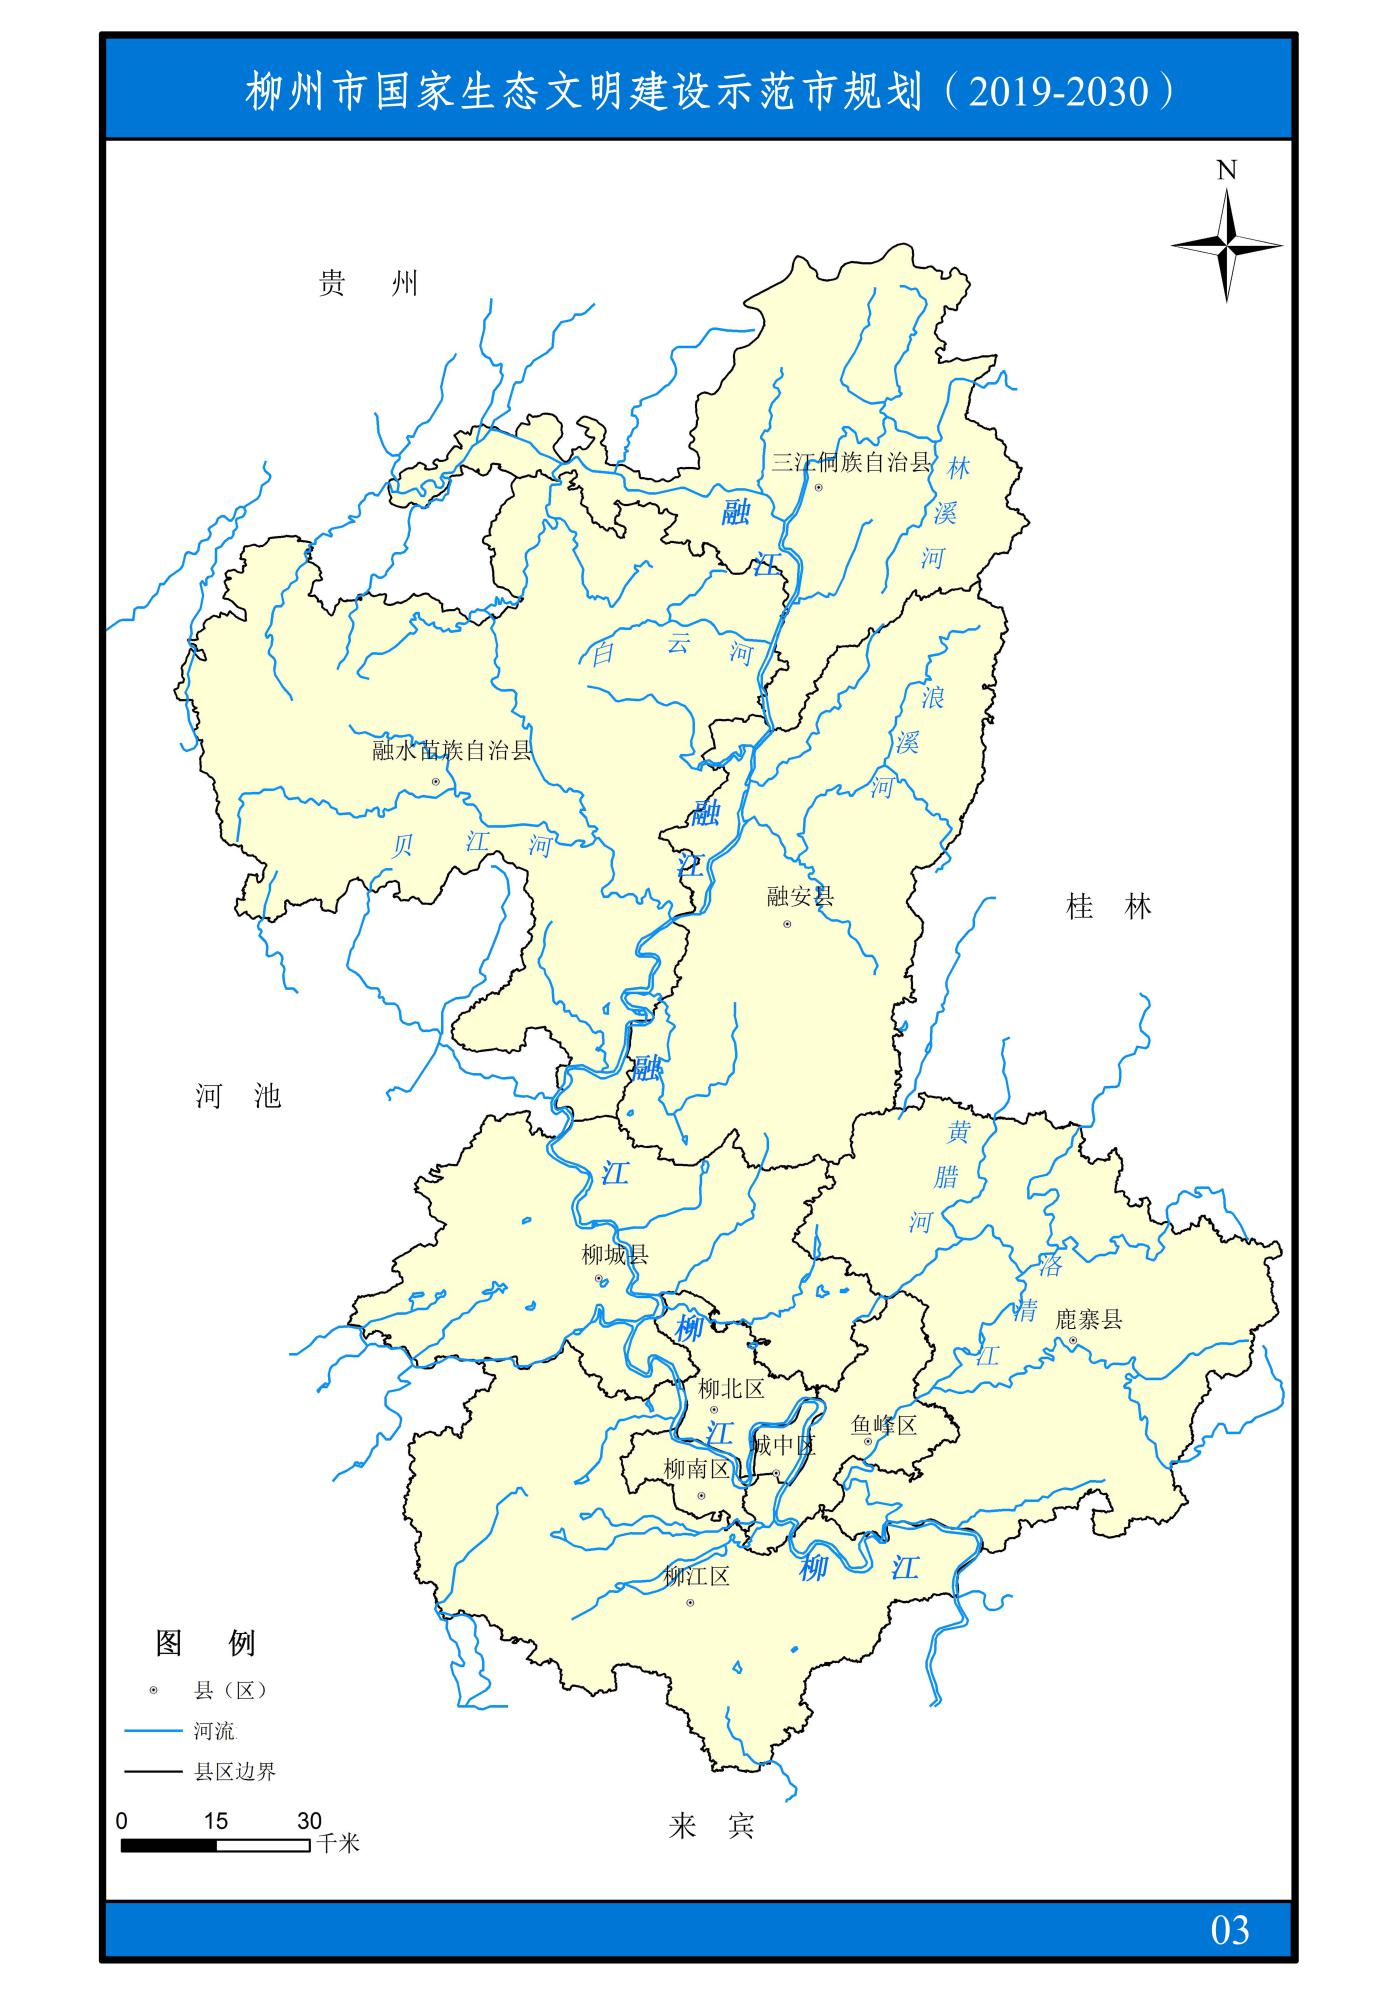 柳州市国家生态文明建设示范市规划（2019-2030）
N
贵 州
三江侗族自治县
林溪河
融江
白云河
浪溪河
融水苗族自治县
融江
贝江河
融安县
桂 林
河 池
融江
黄腊河
柳城县
洛清江
鹿寨县
柳江
柳北区
鱼峰区
城中区
柳南区
柳江
柳江区
图 例
县（区）
河流
县区边界
0 15 30
千米
来 宾
03